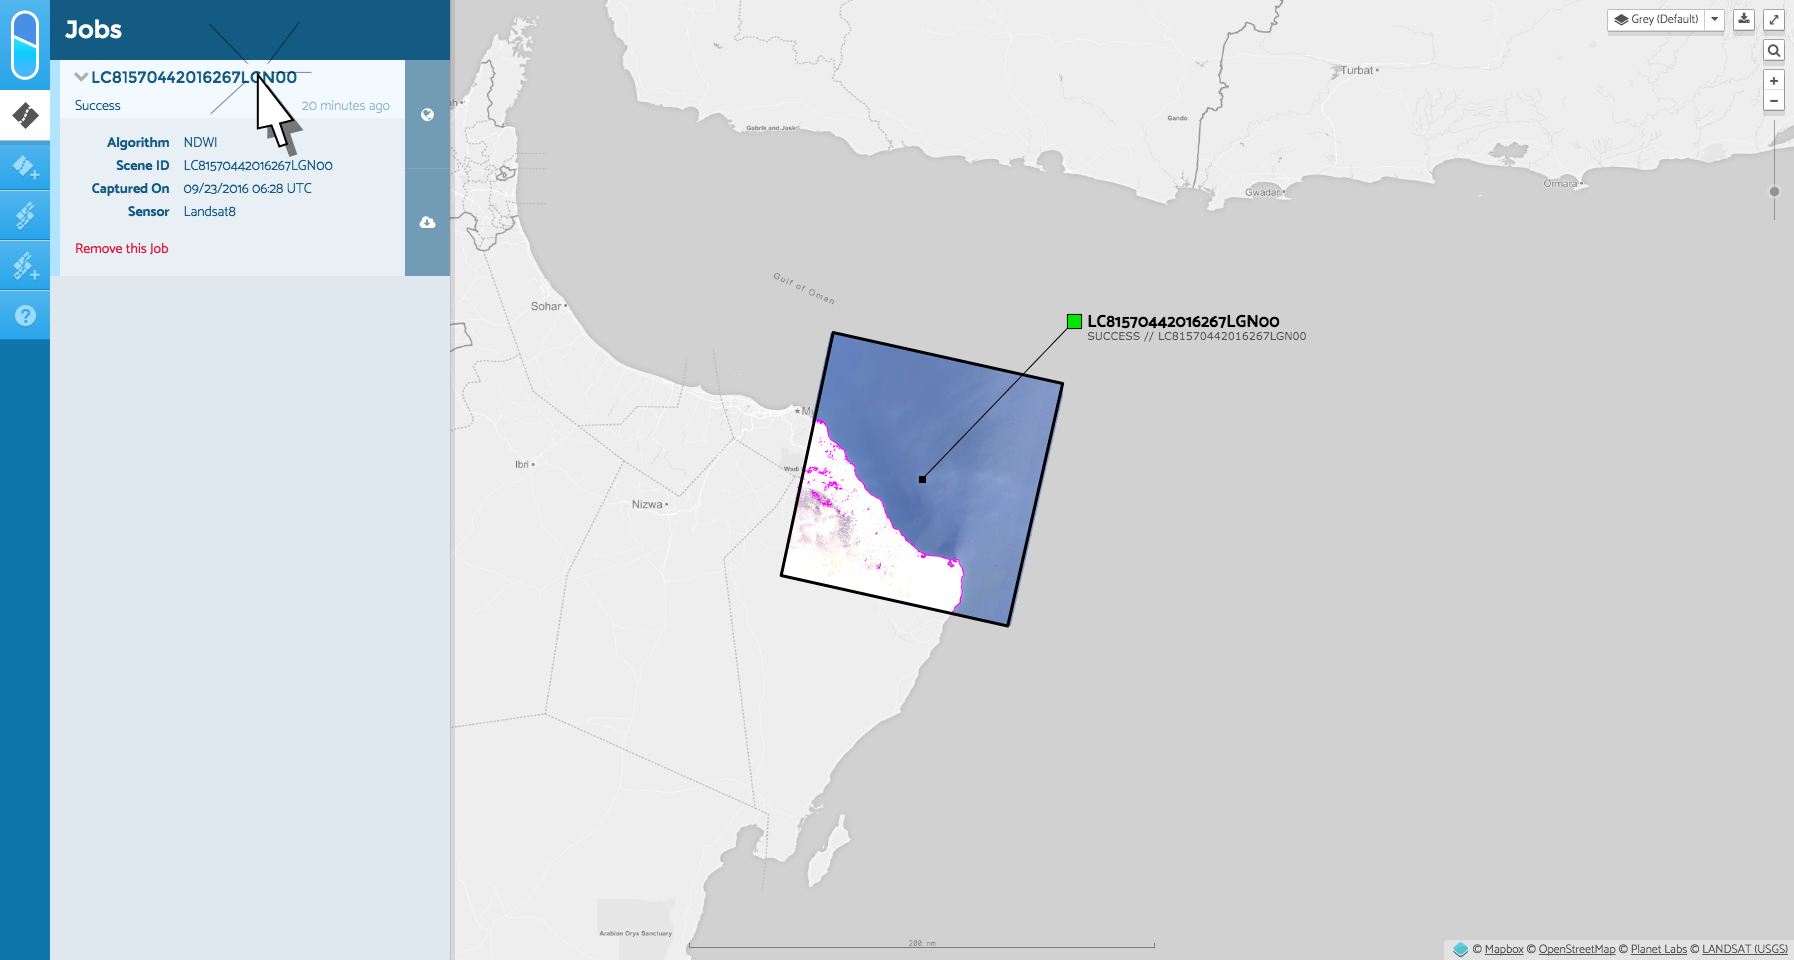 Jobs
LC81570442016267LGN00
Success
20 minutes ago
Algorithm NDWI
Scene ID LC81570442016267LGN00
Captured On 09/23/2016 06:28 UTC
Sensor Landsat8
Remove this Job
Grey (Default)
Turbat
Gando
Gabrik and Jask
Gwadar
Ormara
Gulf of Oman
Sohar
LC81570442016267LGN00
SUCCESS // LC81570442016267LGN00
Ibri
Wadi
Nizwa
Arabian Oryx Sanctuary
200 nm
© Mapbox © OpenStreetMap © Planet Labs © LANDSAT (USGS)